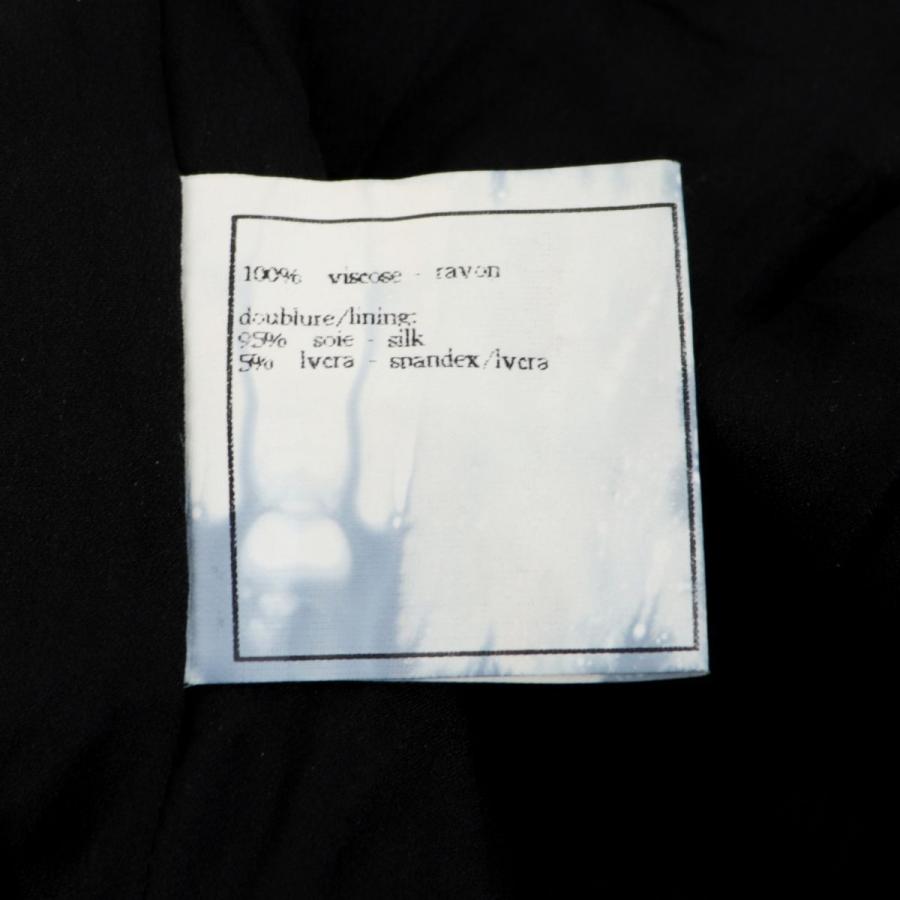 100% viscose - rayon
doublure/lining:
95% soie - silk
5% lycra - spandex/lycra